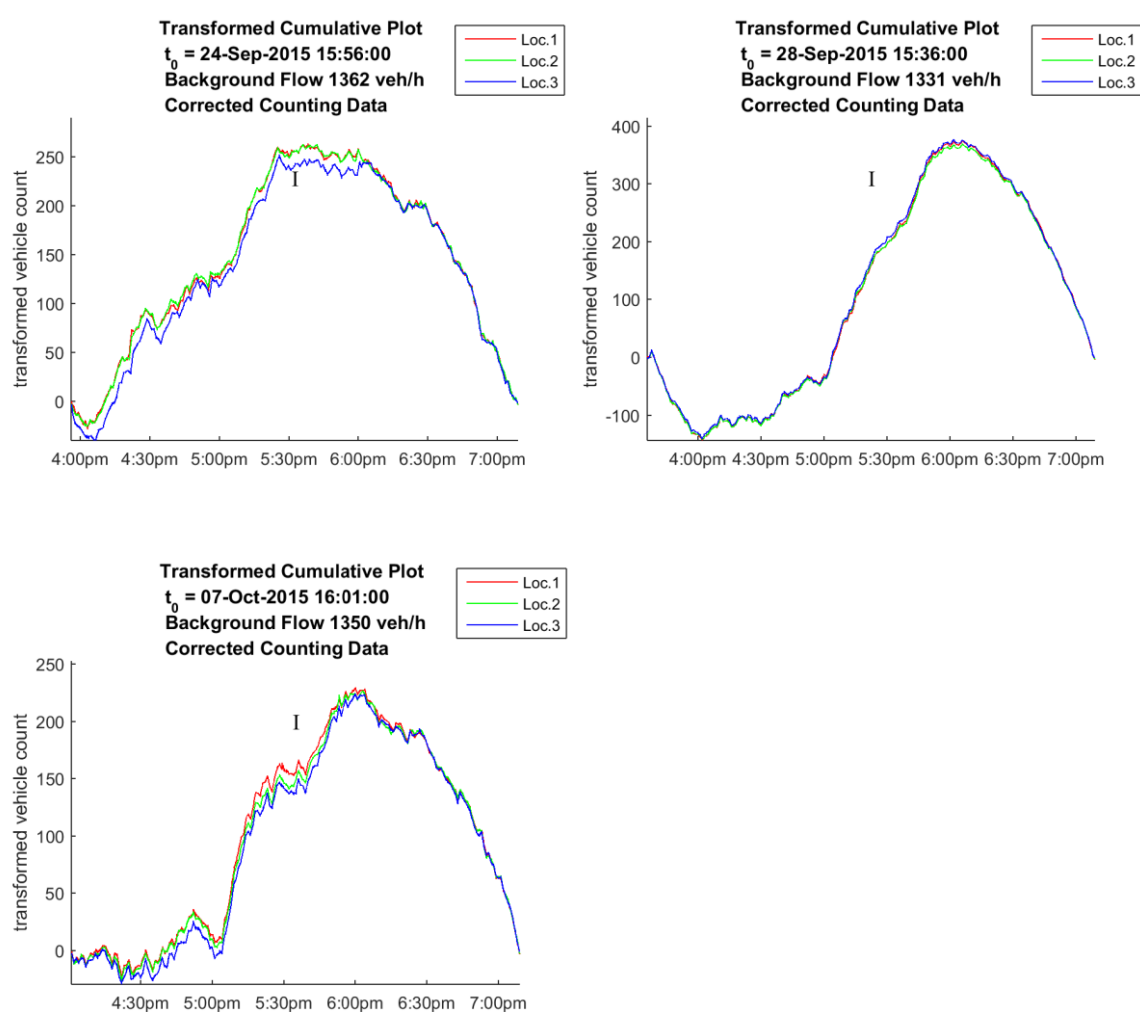 Transformed Cumulative Plot
t_0 = 24-Sep-2015 15:56:00
Background Flow 1362 veh/h
Corrected Counting Data
Loc.1
Loc.2
Loc.3
transformed vehicle count
250
200
150
100
50
0
I
4:00pm 4:30pm 5:00pm 5:30pm 6:00pm 6:30pm 7:00pm
Transformed Cumulative Plot
t_0 = 28-Sep-2015 15:36:00
Background Flow 1331 veh/h
Corrected Counting Data
Loc.1
Loc.2
Loc.3
transformed vehicle count
400
300
200
100
0
-100
I
4:00pm 4:30pm 5:00pm 5:30pm 6:00pm 6:30pm 7:00pm
Transformed Cumulative Plot
t_0 = 07-Oct-2015 16:01:00
Background Flow 1350 veh/h
Corrected Counting Data
Loc.1
Loc.2
Loc.3
transformed vehicle count
250
200
150
100
50
0
I
4:30pm 5:00pm 5:30pm 6:00pm 6:30pm 7:00pm